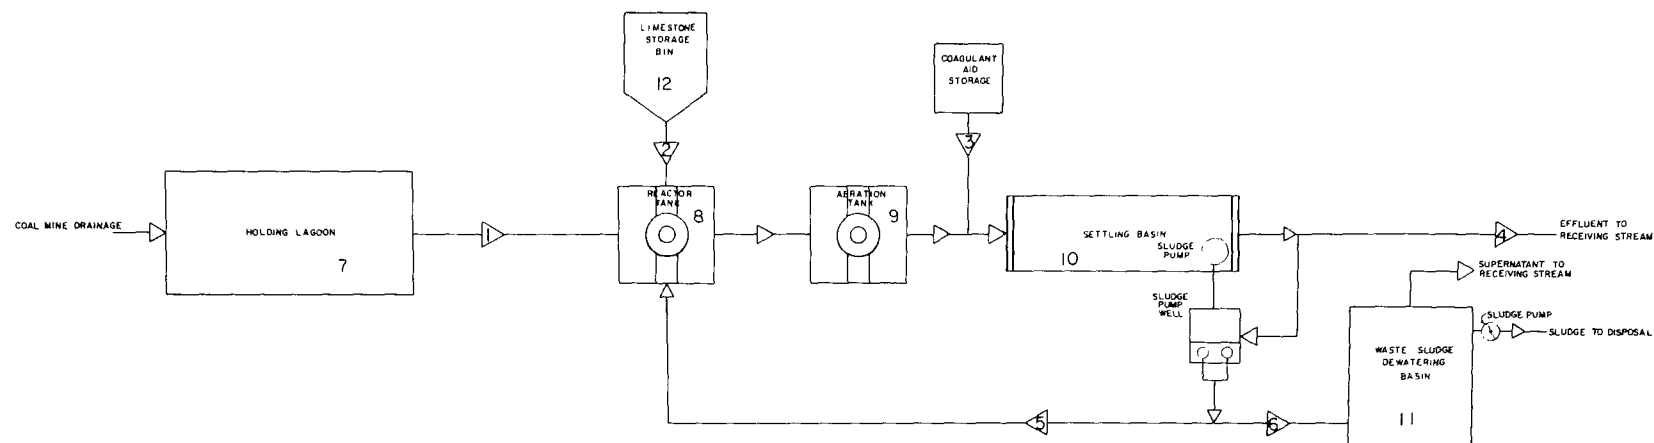 LIMESTONE
STORAGE
BIN
12
COAGULANT
AID
STORAGE
2
3
REACTOR
TANK
8
AERATION
TANK
9
COAL MINE DRAINAGE
HOLDING LAGOON
7
1
SETTLING BASIN
10
SLUDGE
PUMP
4
EFFLUENT TO
RECEIVING STREAM
SUPERNATANT TO
RECEIVING STREAM
SLUDGE
PUMP
WELL
SLUDGE PUMP
SLUDGE TO DISPOSAL
WASTE SLUDGE
DEWATERING
BASIN
11
5
6